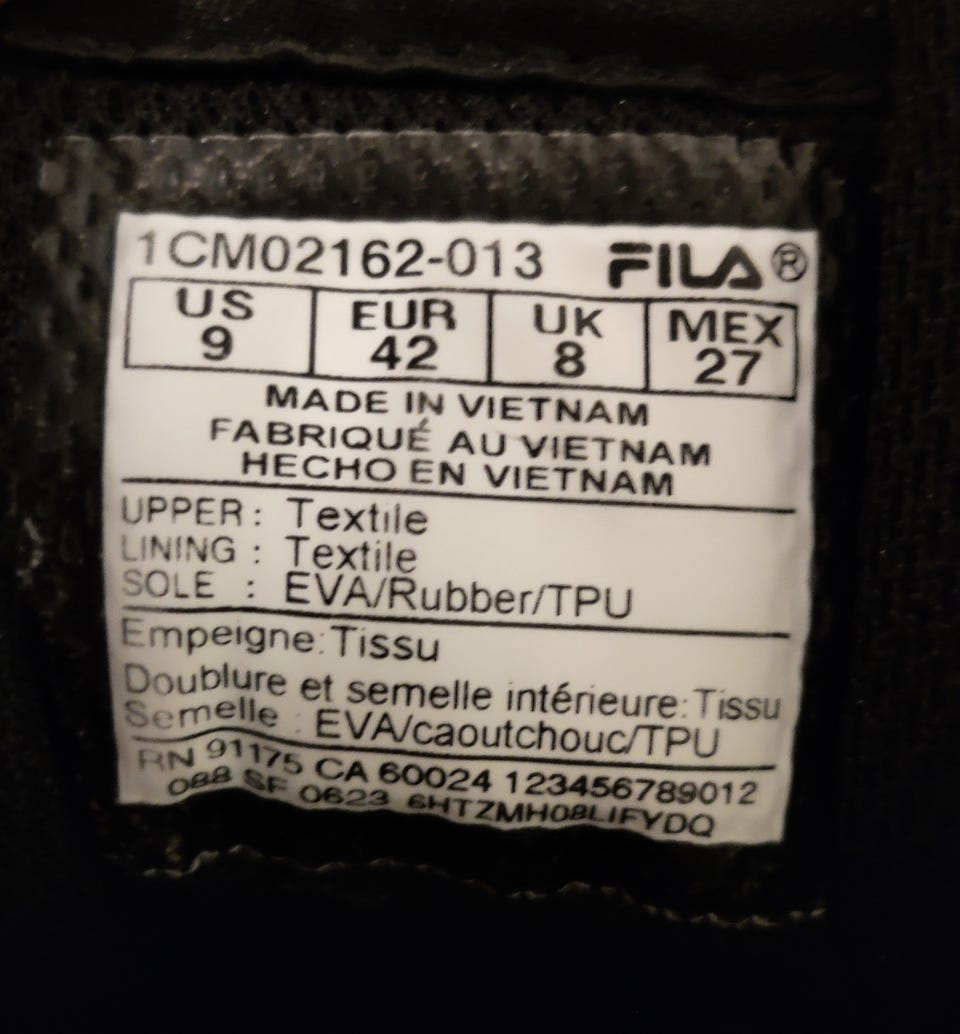 1CM02162-013 FILA®
US EUR UK MEX
9 42 8 27
MADE IN VIETNAM
FABRIQUÉ AU VIETNAM
HECHO EN VIETNAM
UPPER : Textile
LINING : Textile
SOLE : EVA/Rubber/TPU
Empeigne: Tissu
Doublure et semelle intérieure: Tissu
Semelle : EVA/caoutchouc/TPU
RN 91175 CA 60024 123456789012
088 SF 0623 6HTZMH08LIFYDQ